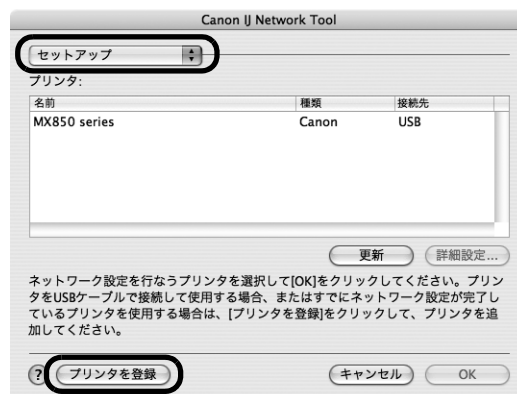 Canon IJ Network Tool
セットアップ
プリンタ:
名前 種類 接続先
MX850 series Canon USB
更新 詳細設定...
ネットワーク設定を行なうプリンタを選択して[OK]をクリックしてください。プリン
タをUSBケーブルで接続して使用する場合、またはすでにネットワーク設定が完了し
ているプリンタを使用する場合は、[プリンタを登録]をクリックして、プリンタを追
加してください。
? プリンタを登録 キャンセル OK